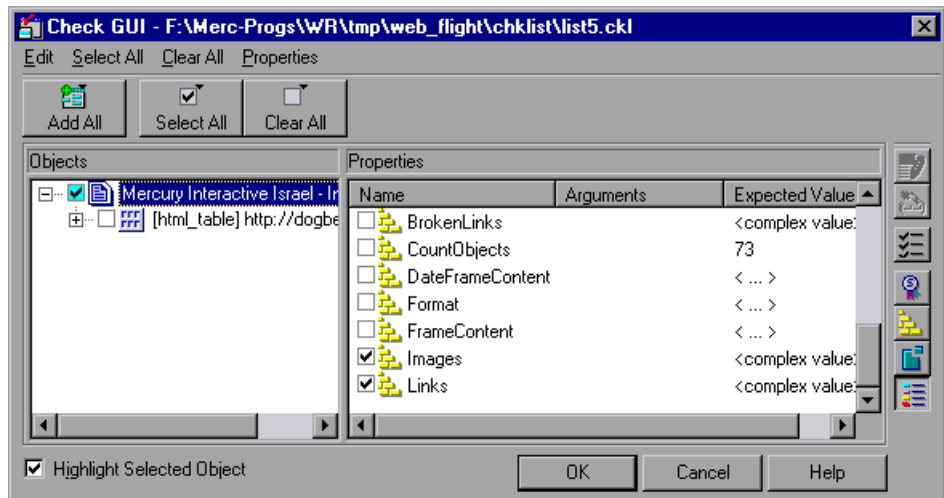 Check GUI - F:\Merc-Progs\WR\tmp\web_flight\chklist\list5.ckl
Edit Select All Clear All Properties
Add All Select All Clear All
Objects
Mercury Interactive Israel - Ir
[html_table] http://dogbe
Properties
Name Arguments Expected Value
BrokenLinks <complex value:
CountObjects 73
DateFrameContent < ... >
Format < ... >
FrameContent < ... >
Images <complex value:
Links <complex value:
Highlight Selected Object
OK Cancel Help